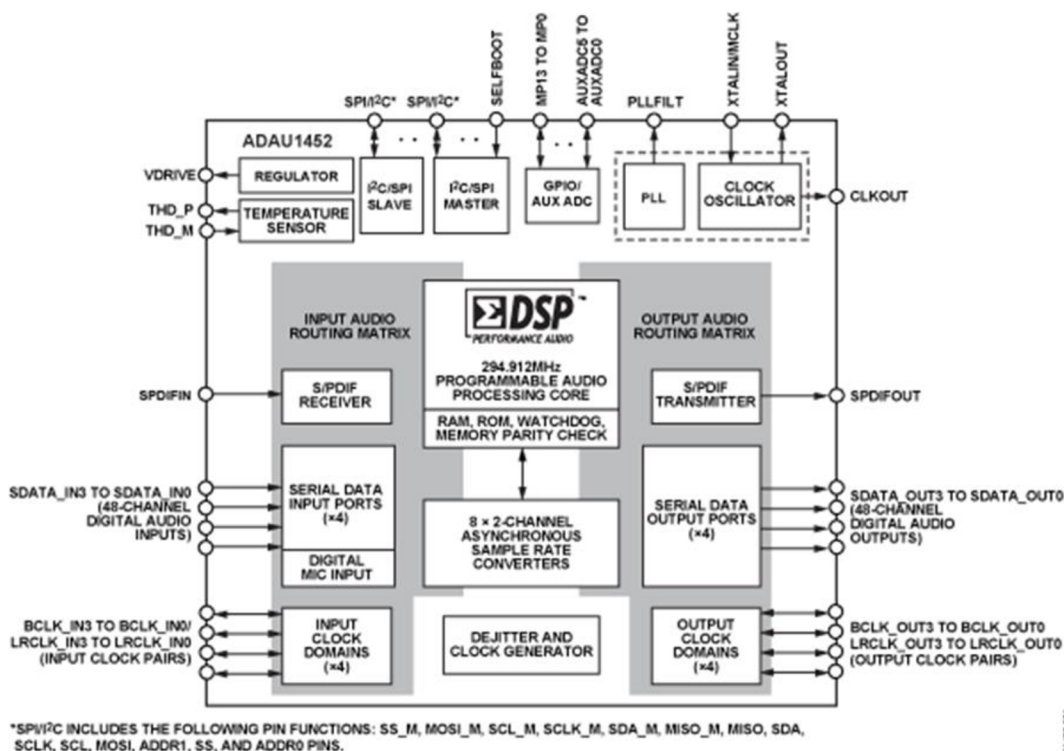 SPI/I²C* SPI/I²C*
SELFBOOT
MP13 TO MP0
AUXADC5 TO
AUXADC0
PLLFILT
XTALIN/MCLK
XTALOUT
ADAU1452
VDRIVE
REGULATOR
THD_P
THD_M
TEMPERATURE
SENSOR
I²C/SPI
SLAVE
I²C/SPI
MASTER
GPIO/
AUX ADC
PLL
CLOCK
OSCILLATOR
CLKOUT
INPUT AUDIO
ROUTING MATRIX
ΣDSP™
PERFORMANCE AUDIO
294.912MHz
PROGRAMMABLE AUDIO
PROCESSING CORE
RAM, ROM, WATCHDOG,
MEMORY PARITY CHECK
OUTPUT AUDIO
ROUTING MATRIX
SPDIFIN
S/PDIF
RECEIVER
S/PDIF
TRANSMITTER
SPDIFOUT
SDATA_IN3 TO SDATA_IN0
(48-CHANNEL
DIGITAL AUDIO
INPUTS)
SERIAL DATA
INPUT PORTS
(×4)
DIGITAL
MIC INPUT
8 × 2-CHANNEL
ASYNCHRONOUS
SAMPLE RATE
CONVERTERS
SERIAL DATA
OUTPUT PORTS
(×4)
SDATA_OUT3 TO SDATA_OUT0
(48-CHANNEL
DIGITAL AUDIO
OUTPUTS)
BCLK_IN3 TO BCLK_IN0/
LRCLK_IN3 TO LRCLK_IN0
(INPUT CLOCK PAIRS)
INPUT
CLOCK
DOMAINS
(×4)
DEJITTER AND
CLOCK GENERATOR
OUTPUT
CLOCK
DOMAINS
(×4)
BCLK_OUT3 TO BCLK_OUT0
LRCLK_OUT3 TO LRCLK_OUT0
(OUTPUT CLOCK PAIRS)
*SPI/I²C INCLUDES THE FOLLOWING PIN FUNCTIONS: SS_M, MOSI_M, SCL_M, SCLK_M, SDA_M, MISO_M, MISO, SDA,
SCLK, SCL, MOSI, ADDR1, SS, AND ADDR0 PINS.